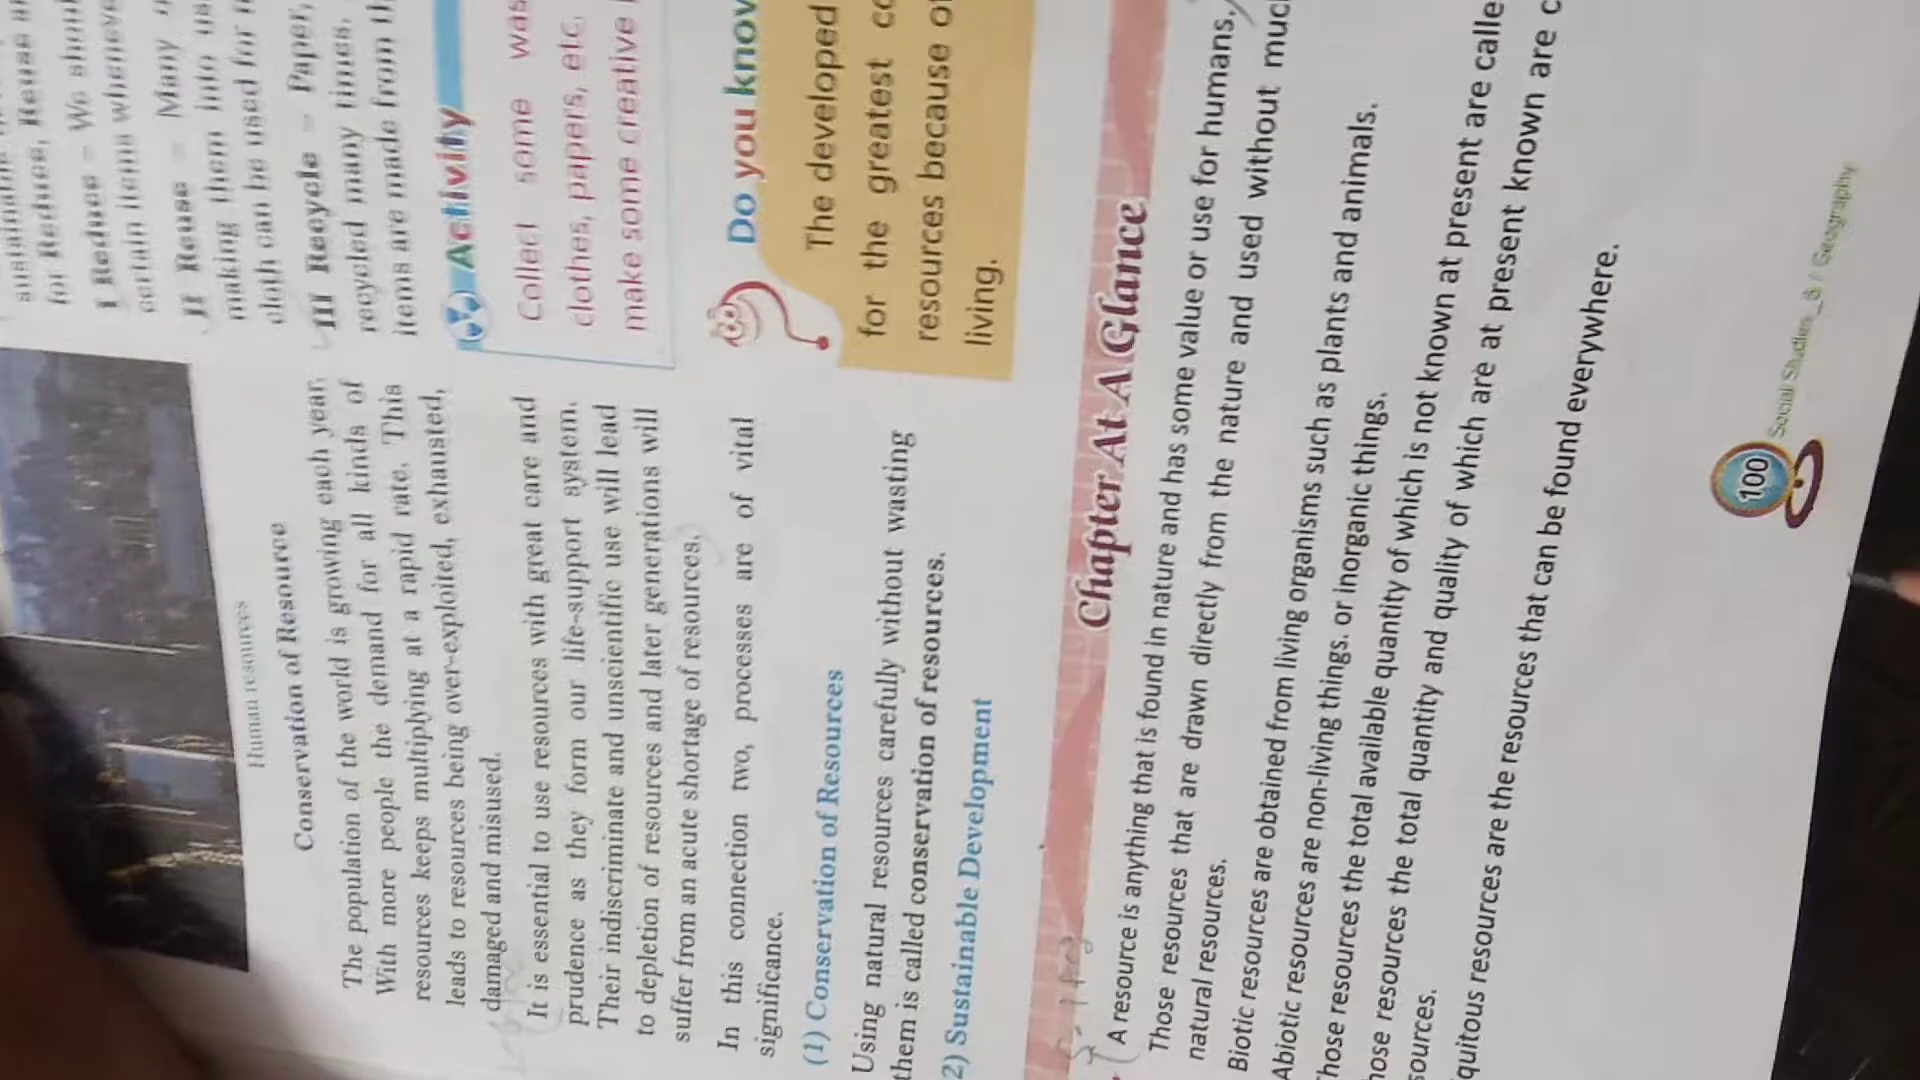 Human resources
Conservation of Resource
The population of the world is growing each year.
With more people the demand for all kinds of
resources keeps multiplying at a rapid rate. This
leads to resources being over-exploited, exhausted,
damaged and misused.
It is essential to use resources with great care and
prudence as they form our life-support system.
Their indiscriminate and unscientific use will lead
to depletion of resources and later generations will
suffer from an acute shortage of resources.
In this connection two, processes are of vital
significance.
(1) Conservation of Resources
Using natural resources carefully without wasting
them is called conservation of resources.
2) Sustainable Development
for Reduce, Reuse
I Reduce - We
certain items
II Reuse - Many
making them into
cloth can be used for
III Recycle - Paper,
recycled many times.
items are made from
Activity
Collect some
clothes, papers, etc.
make some creative
Do you know
The developed
for the greatest
resources because
living.
Chapter At A Glance
A resource is anything that is found in nature and has some value or use for humans.
Those resources that are drawn directly from the nature and used without
natural resources.
Biotic resources are obtained from living organisms such as plants and animals.
Abiotic resources are non-living things. or inorganic things.
hose resources the total available quantity of which is not known at present are calle
hose resources the total quantity and quality of which are at present known are c
sources.
quitous resources are the resources that can be found everywhere.
100
Social Studies_8 / Geography